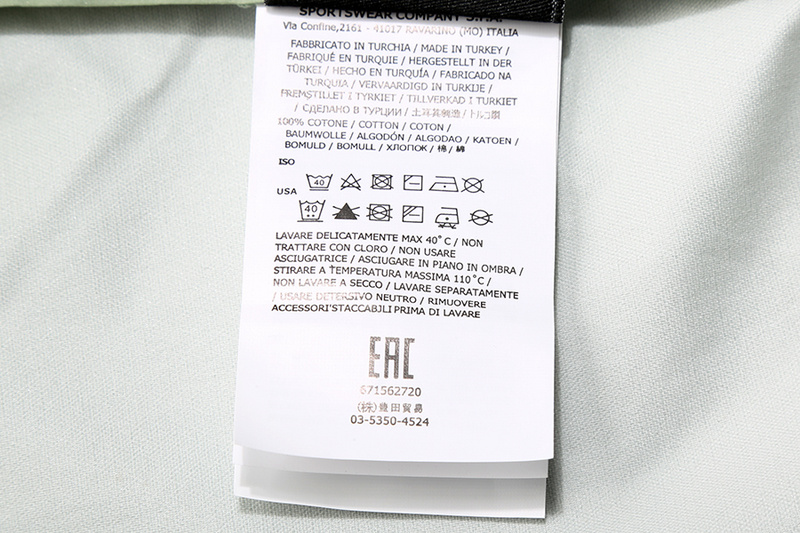 SPORTSWEAR COMPANY S.P.A.
Via Confine,2161 - 41017 RAVARINO (MO) ITALIA
FABBRICATO IN TURCHIA / MADE IN TURKEY /
FABRIQUÉ EN TURQUIE / HERGESTELLT IN DER
TÜRKEI / HECHO EN TURQUÍA / FABRICADO NA
TURQUIA / VERVAARDIGD IN TURKIJE /
FREMSTILLET I TYRKIET / TILLVERKAD I TURKIET
/ СДЕЛАНО В ТУРЦИИ / 土耳其製造 / トルコ製
100% COTONE / COTTON / COTON /
BAUMWOLLE / ALGODÓN / ALGODAO / KATOEN /
BOMULD / BOMULL / ХЛОПОК / 棉 / 綿
ISO
40
USA
40
LAVARE DELICATAMENTE MAX 40°C / NON
TRATTARE CON CLORO / NON USARE
ASCIUGATRICE / ASCIUGARE IN PIANO IN OMBRA /
STIRARE A TEMPERATURA MASSIMA 110°C /
NON LAVARE A SECCO / LAVARE SEPARATAMENTE
/ USARE DETERSIVO NEUTRO / RIMUOVERE
ACCESSORI STACCABILI PRIMA DI LAVARE
EAC
671562720
(株)豊田貿易
03-5350-4524